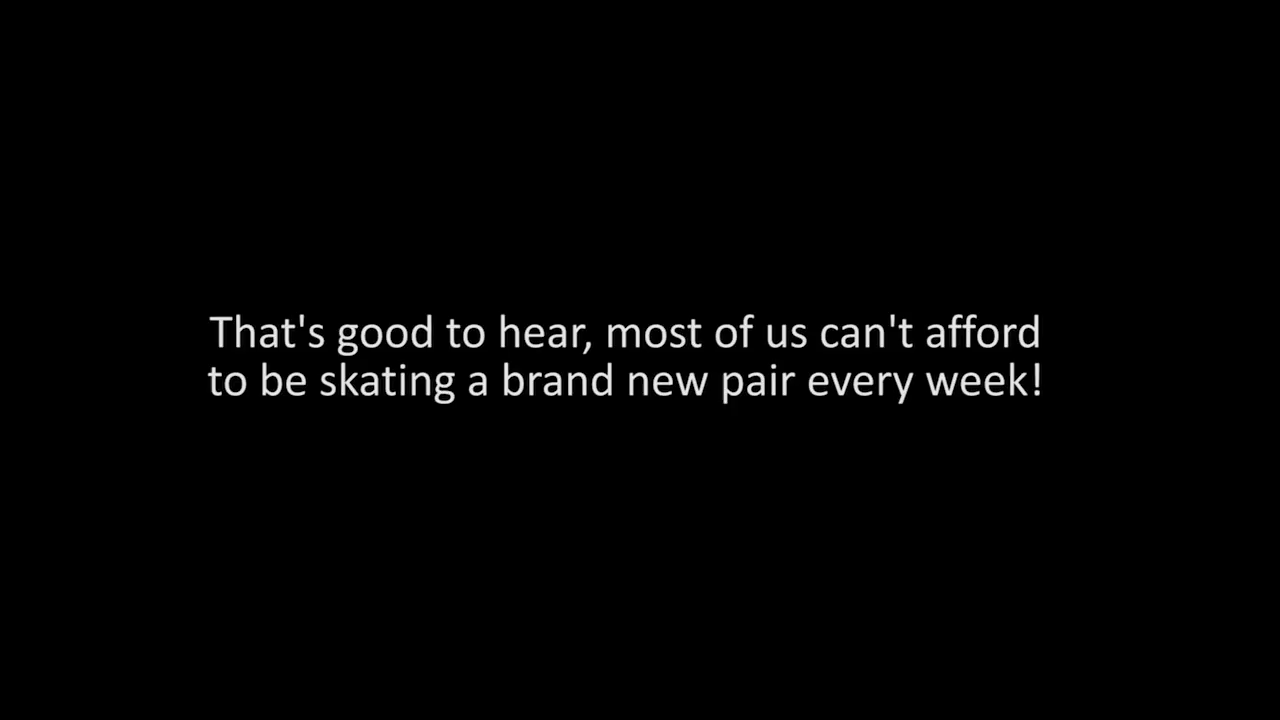 That's good to hear, most of us can't afford
to be skating a brand new pair every week!